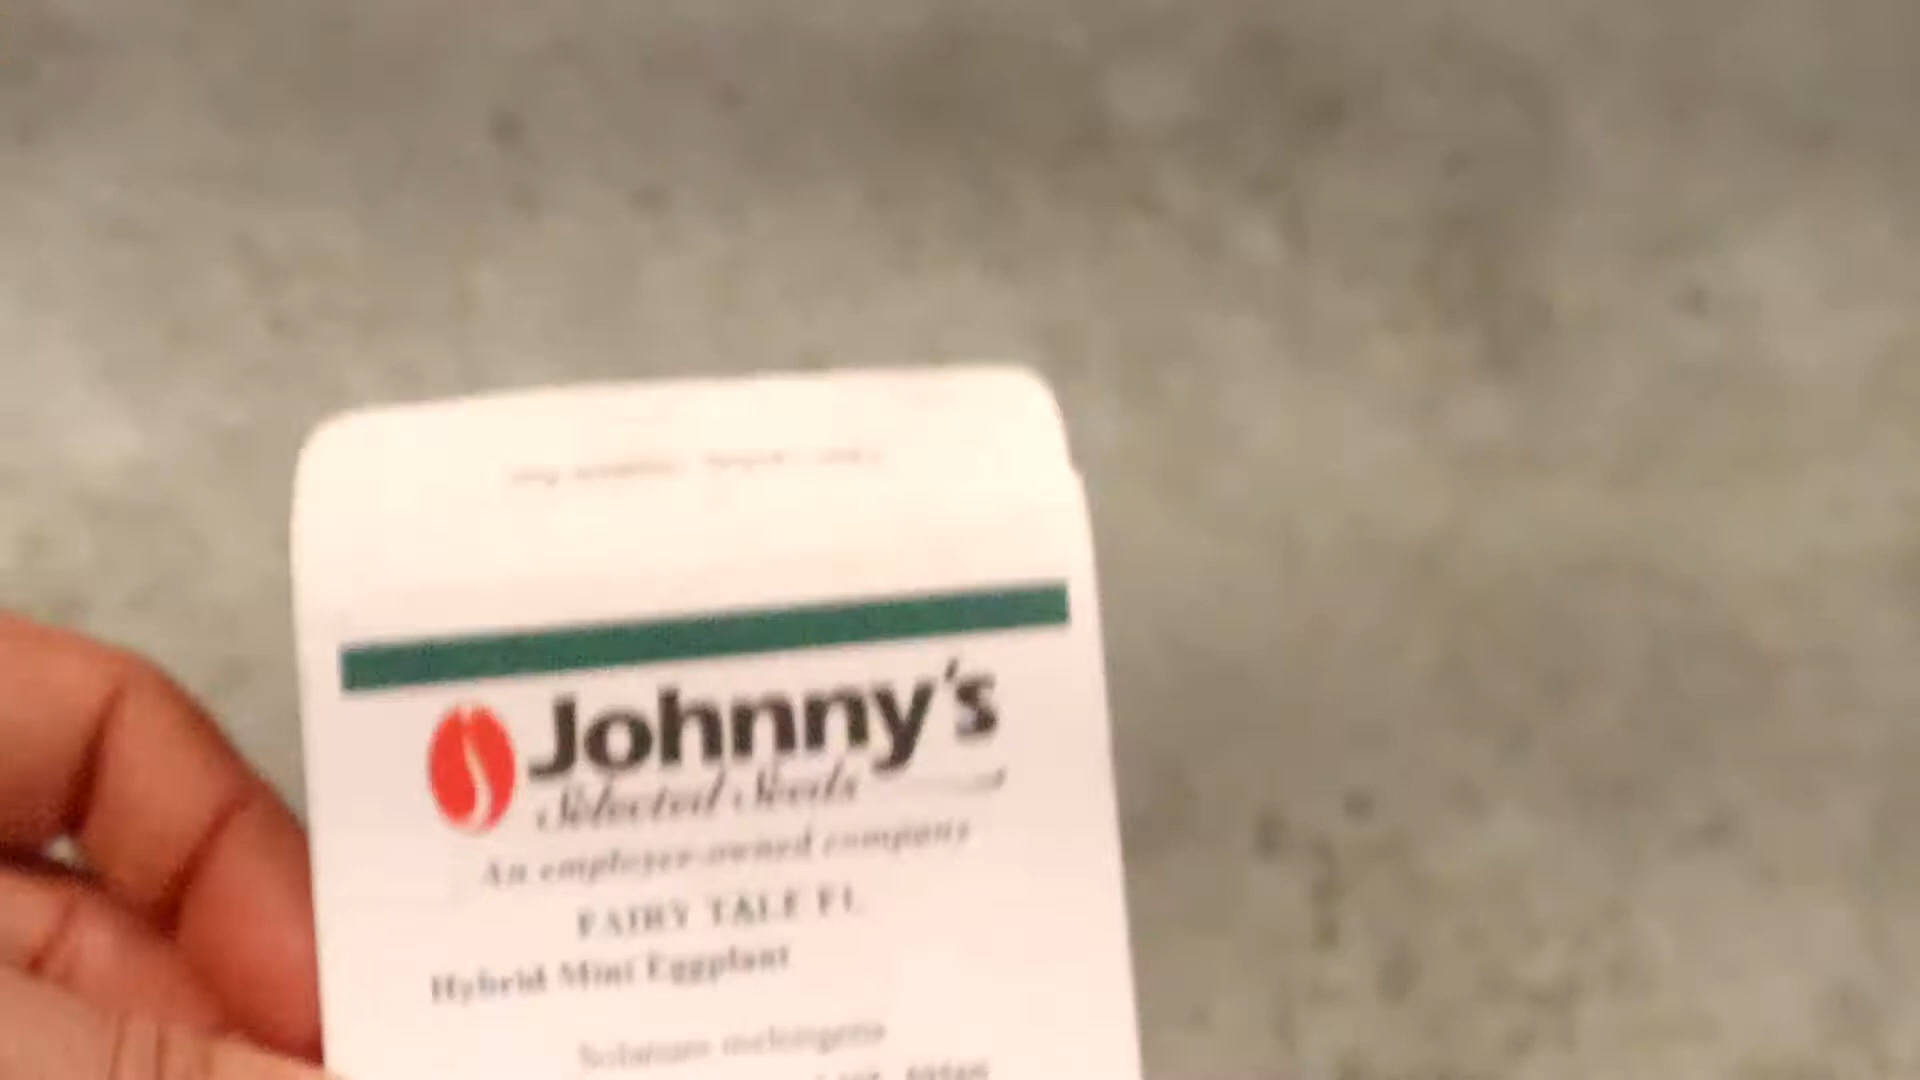 Johnny's
Selected Seeds
An employee-owned company
FAIRY TALE F1
Hybrid Mini Eggplant
Solanum melongena